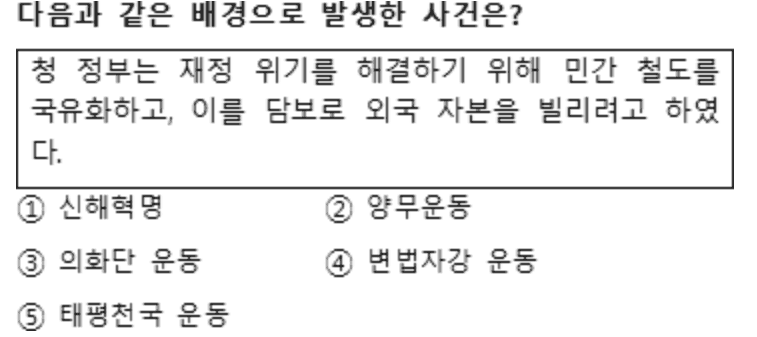 다음과 같은 배경으로 발생한 사건은?
청 정부는 재정 위기를 해결하기 위해 민간 철도를
국유화하고, 이를 담보로 외국 자본을 빌리려고 하였
다.
① 신해혁명 ② 양무운동
③ 의화단 운동 ④ 변법자강 운동
⑤ 태평천국 운동